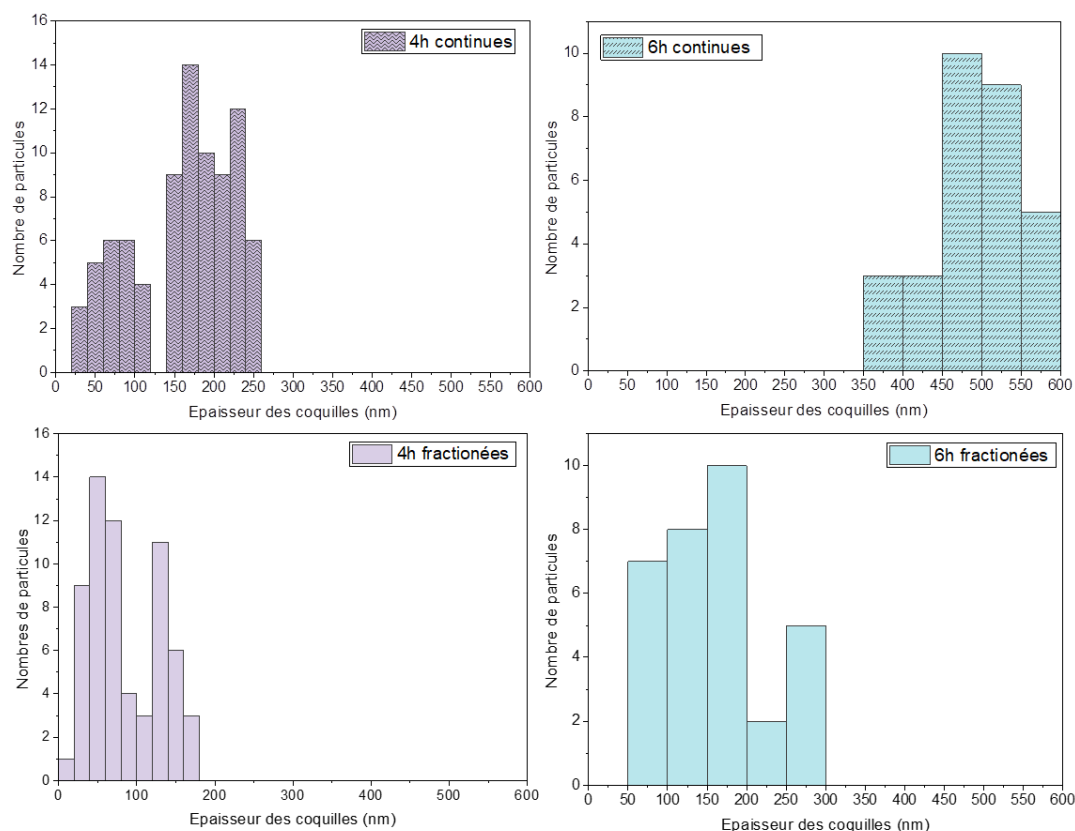 16
14
12
10
8
6
4
2
0
Nombre de particules
4h continues
0 50 100 150 200 250 300 350 400 450 500 550 600
Epaisseur des coquilles (nm)
10
8
6
4
2
0
Nombre de particules
6h continues
0 50 100 150 200 250 300 350 400 450 500 550 600
Epaisseur des coquilles (nm)
16
14
12
10
8
6
4
2
0
Nombres de particules
4h fractionées
0 100 200 300 400 500 600
Epaisseur des coquilles (nm)
10
8
6
4
2
0
Nombre de particules
6h fractionées
0 50 100 150 200 250 300 350 400 450 500 550 600
Epaisseur des coquilles (nm)